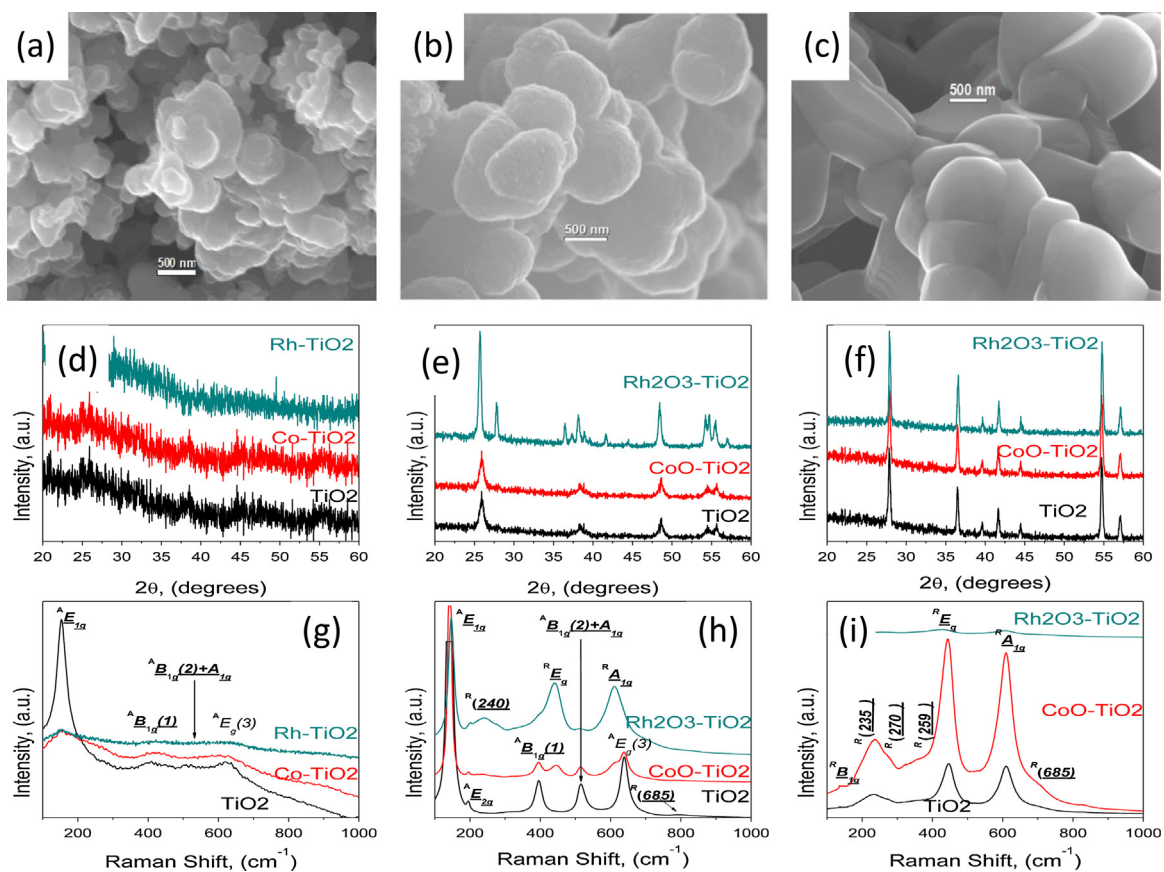 (a)
500 nm
(b)
500 nm
(c)
500 nm
(d)
Rh-TiO2
Co-TiO2
TiO2
Intensity, (a.u.)
20 25 30 35 40 45 50 55 60
2θ, (degrees)
(e)
Rh2O3-TiO2
CoO-TiO2
TiO2
Intensity, (a.u.)
20 25 30 35 40 45 50 55 60
2θ, (degrees)
(f)
Rh2O3-TiO2
CoO-TiO2
TiO2
Intensity, (a.u.)
20 25 30 35 40 45 50 55 60
2θ, (degrees)
(g)
ᴬE₁g
ᴬB₁g(2)+A₁g
ᴬB₁g(1)
ᴬEg(3)
Rh-TiO2
Co-TiO2
TiO2
Intensity, (a.u.)
200 400 600 800 1000
Raman Shift, (cm⁻¹)
(h)
ᴬE₁g
ᴬB₁g(2)+A₁g
ᴿEg
ᴿA₁g
ᴿ(240)
Rh2O3-TiO2
ᴬB₁g(1)
ᴬEg(3)
CoO-TiO2
ᴬE₂g
ᴿ(685)
TiO2
Intensity, (a.u.)
200 400 600 800 1000
Raman Shift, (cm⁻¹)
(i)
Rh2O3-TiO2
ᴿEg
ᴿA₁g
CoO-TiO2
ᴿ(235)
ᴿ(270)
ᴿ(259)
ᴿB₁g
ᴿ(685)
TiO2
Intensity, (a.u.)
200 400 600 800 1000
Raman Shift, (cm⁻¹)